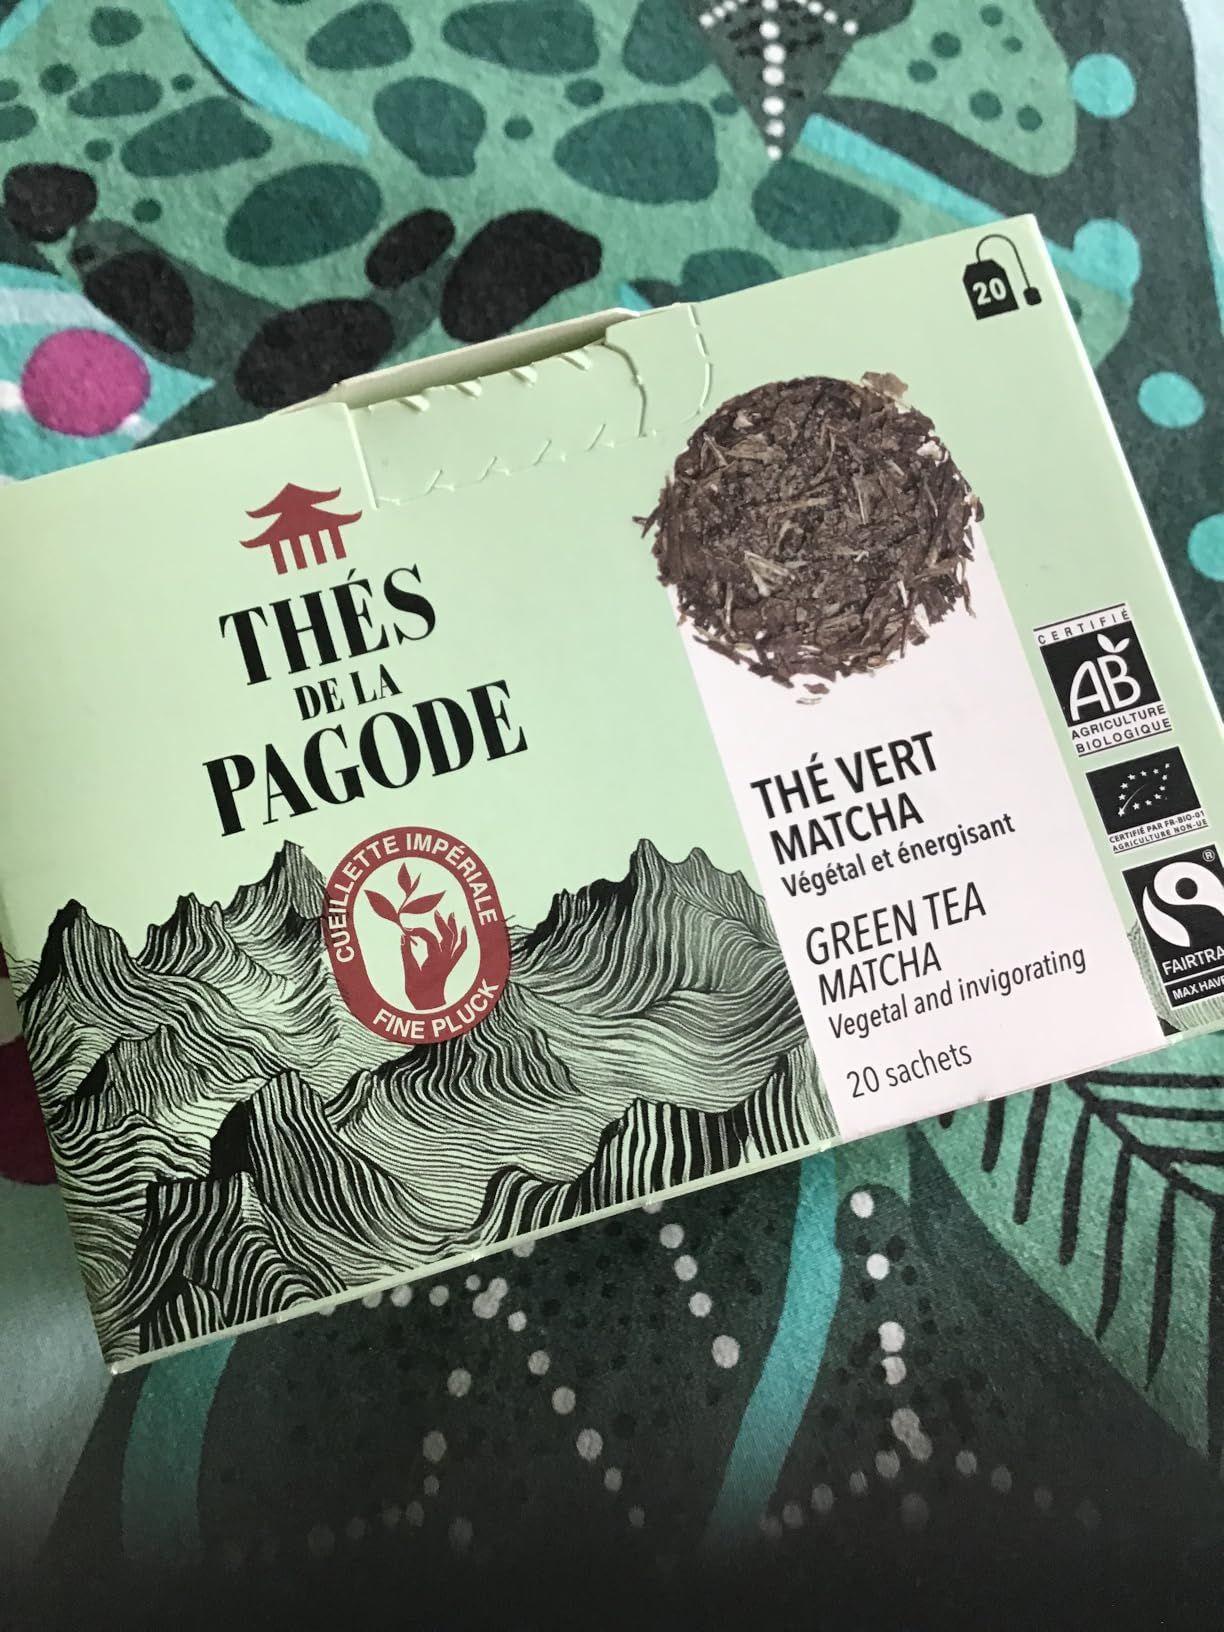 20
THÉS
DE LA
PAGODE
CUEILLETTE IMPÉRIALE
FINE PLUCK
THÉ VERT
MATCHA
Végétal et énergisant
GREEN TEA
MATCHA
Vegetal and invigorating
20 sachets
CERTIFIÉ
AB
AGRICULTURE
BIOLOGIQUE
CERTIFIÉ PAR FR-BIO-01
AGRICULTURE NON-UE
®
FAIRTRA
MAX HAV